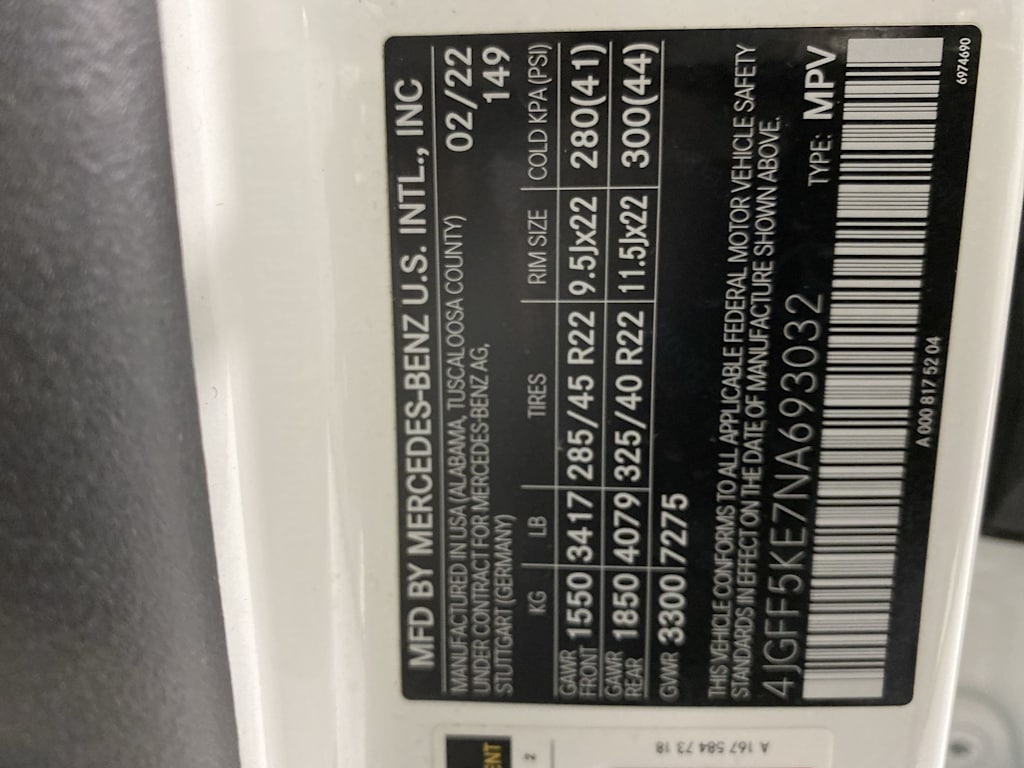 MFD BY MERCEDES-BENZ U.S. INTL., INC
MANUFACTURED IN USA (ALABAMA, TUSCALOOSA COUNTY) 02/22
UNDER CONTRACT FOR MERCEDES-BENZ AG, 149
STUTTGART (GERMANY)
KG LB TIRES RIM SIZE COLD KPA (PSI)
GAWR FRONT 1550 3417 285/45 R22 9.5Jx22 280(41)
GAWR REAR 1850 4079 325/40 R22 11.5Jx22 300(44)
GVWR 3300 7275
THIS VEHICLE CONFORMS TO ALL APPLICABLE FEDERAL MOTOR VEHICLE SAFETY
STANDARDS IN EFFECT ON THE DATE OF MANUFACTURE SHOWN ABOVE.
4JGFF5KE7NA693032 TYPE: MPV
A 000 817 52 04
6974690
ENT
2
A 167 584 73 18